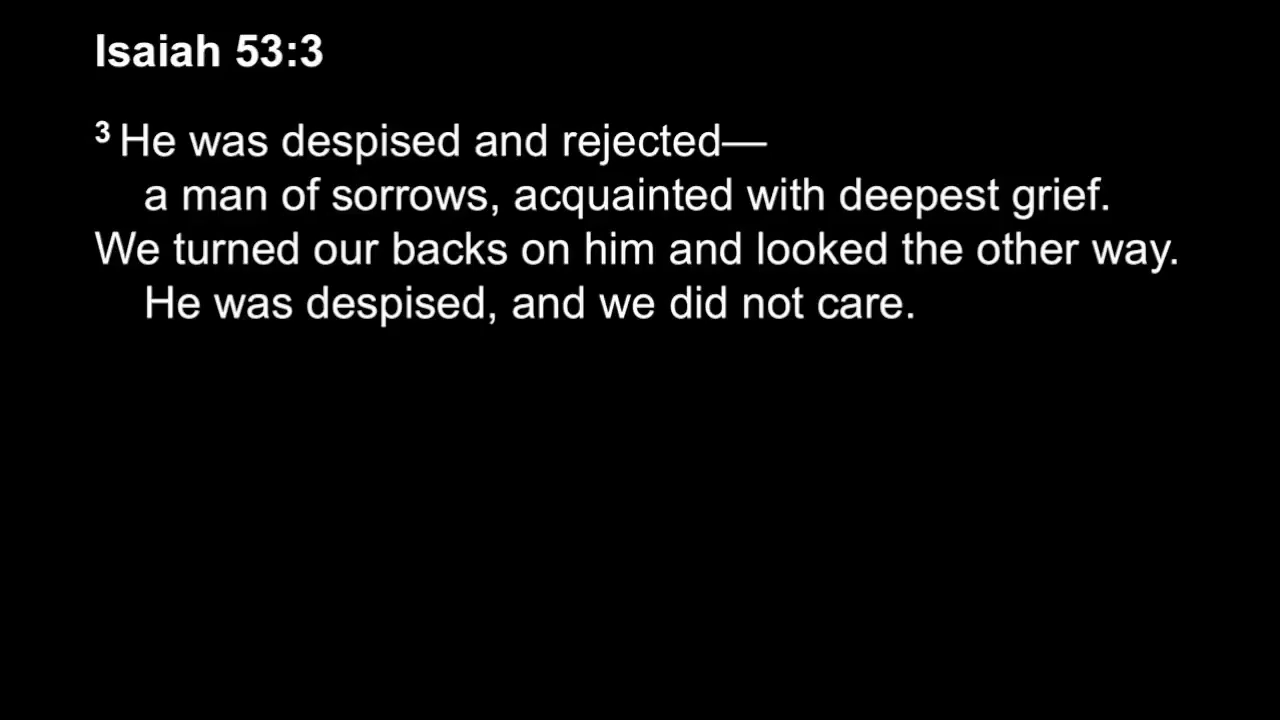 Isaiah 53:3
3 He was despised and rejected—
a man of sorrows, acquainted with deepest grief.
We turned our backs on him and looked the other way.
He was despised, and we did not care.